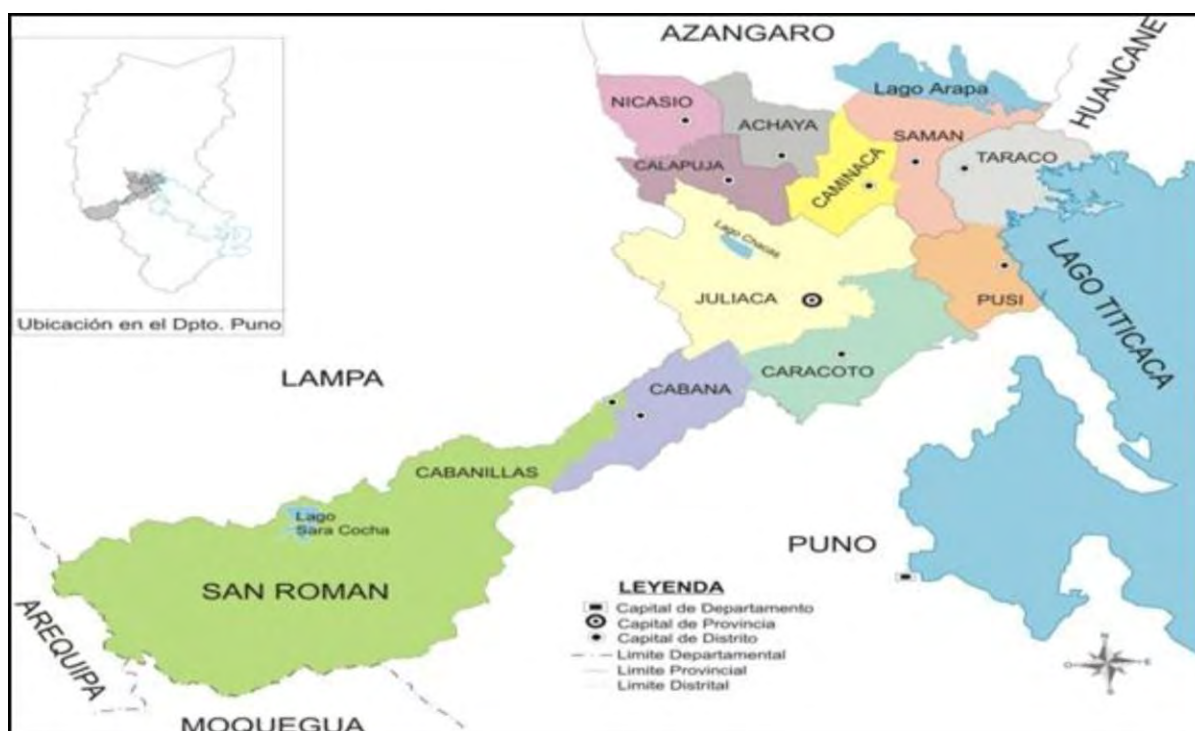 AZANGARO
HUANCANE
Lago Arapa
NICASIO
ACHAYA
SAMAN
TARACO
CALAPUJA
CAMINACA
Lago Chacas
LAGO TITICACA
JULIACA
PUSI
Ubicación en el Dpto. Puno
LAMPA
CARACOTO
CABANA
CABANILLAS
Lago
Sara Cocha
PUNO
SAN ROMAN
LEYENDA
Capital de Departamento
Capital de Provincia
Capital de Distrito
Limite Departamental
Limite Provincial
Limite Distrital
AREQUIPA
MOQUEGUA